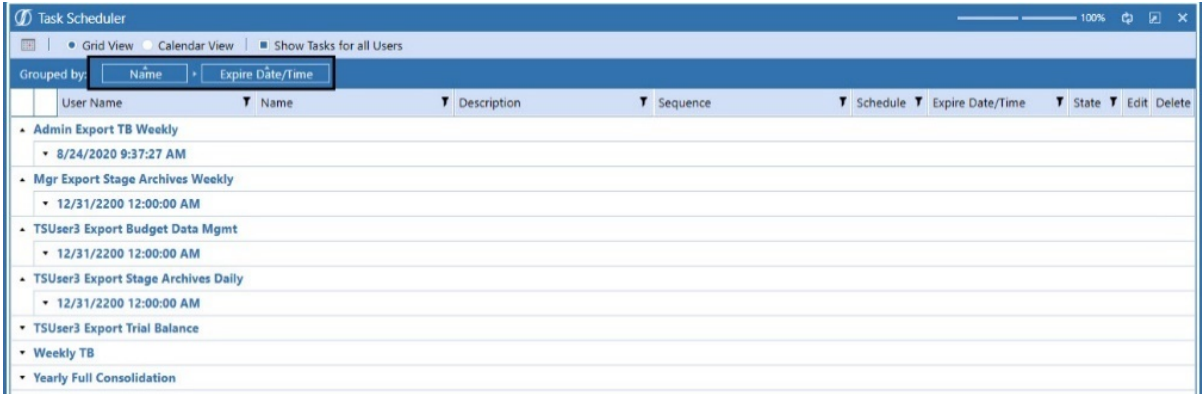 Task Scheduler 100%
Grid View Calendar View Show Tasks for all Users
Grouped by: Name Expire Date/Time
User Name Name Description Sequence Schedule Expire Date/Time State Edit Delete
Admin Export TB Weekly
8/24/2020 9:37:27 AM
Mgr Export Stage Archives Weekly
12/31/2200 12:00:00 AM
TSUser3 Export Budget Data Mgmt
12/31/2200 12:00:00 AM
TSUser3 Export Stage Archives Daily
12/31/2200 12:00:00 AM
TSUser3 Export Trial Balance
Weekly TB
Yearly Full Consolidation